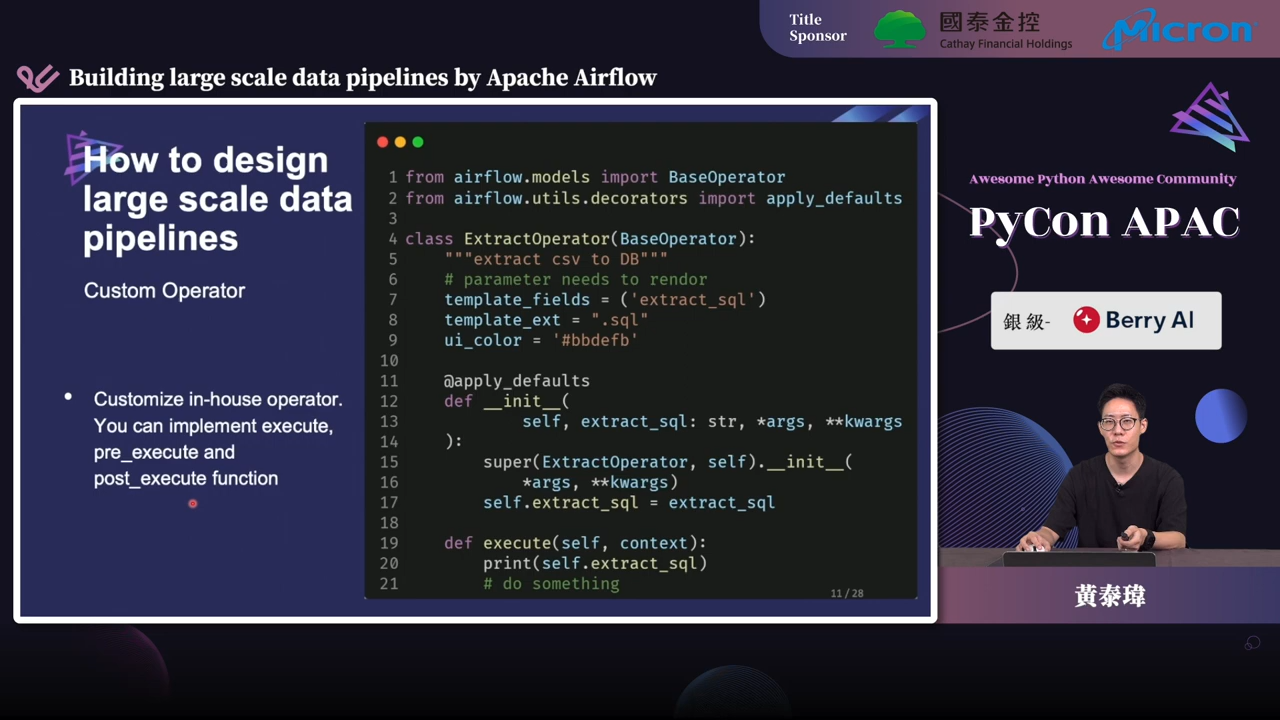 Title
Sponsor
國泰金控
Cathay Financial Holdings
Micron
Building large scale data pipelines by Apache Airflow
How to design
large scale data
pipelines
Custom Operator
• Customize in-house operator.
You can implement execute,
pre_execute and
post_execute function
1 from airflow.models import BaseOperator
2 from airflow.utils.decorators import apply_defaults
3
4 class ExtractOperator(BaseOperator):
5     """extract csv to DB"""
6     # parameter needs to rendor
7     template_fields = ('extract_sql')
8     template_ext = ".sql"
9     ui_color = '#bbdefb'
10
11     @apply_defaults
12     def __init__(
13             self, extract_sql: str, *args, **kwargs
14     ):
15         super(ExtractOperator, self).__init__(
16             *args, **kwargs)
17         self.extract_sql = extract_sql
18
19     def execute(self, context):
20         print(self.extract_sql)
21         # do something
11/28
Awesome Python Awesome Community
PyCon APAC
銀級-
Berry AI
黃泰瑋